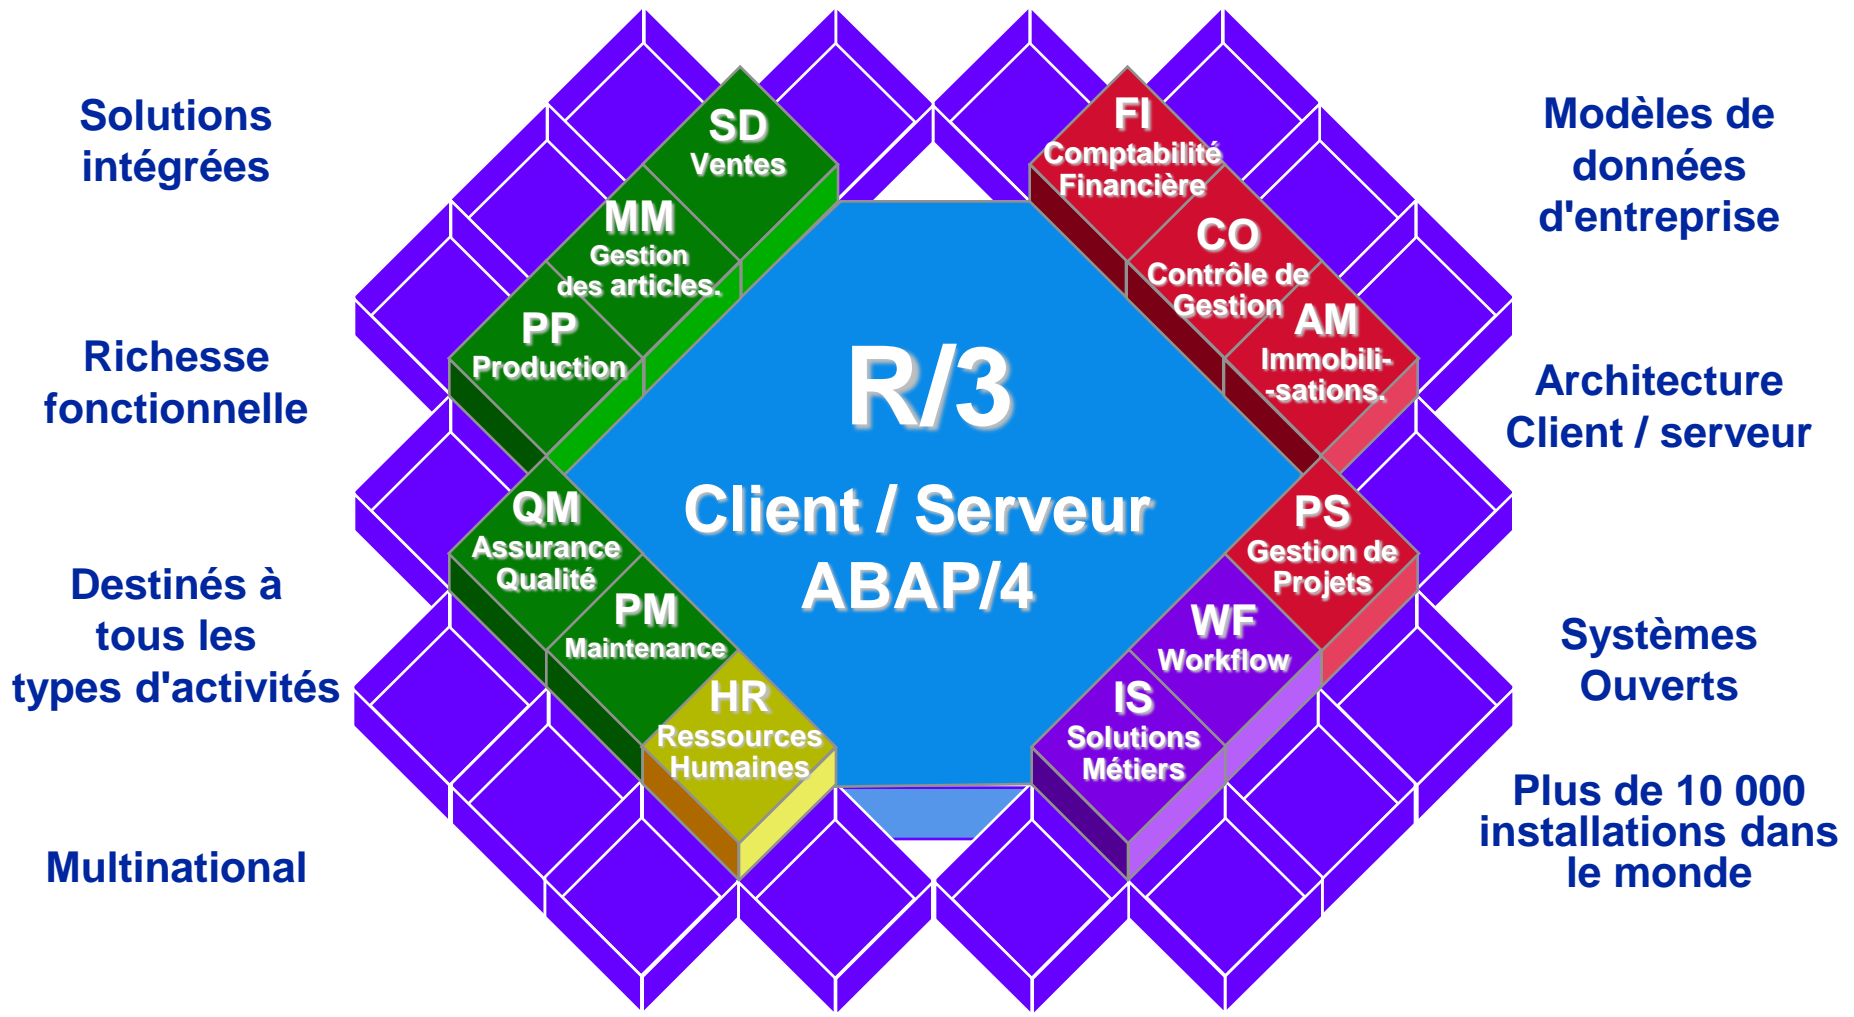 Solutions
intégrées
Richesse
fonctionnelle
Destinés à
tous les
types d'activités
Multinational
SD
Ventes
MM
Gestion
des articles.
PP
Production
QM
Assurance
Qualité
PM
Maintenance
HR
Ressources
Humaines
R/3
Client / Serveur
ABAP/4
FI
Comptabilité
Financière
CO
Contrôle de
Gestion
AM
Immobili-
-sations.
PS
Gestion de
Projets
WF
Workflow
IS
Solutions
Métiers
Modèles de
données
d'entreprise
Architecture
Client / serveur
Systèmes
Ouverts
Plus de 10 000
installations dans
le monde